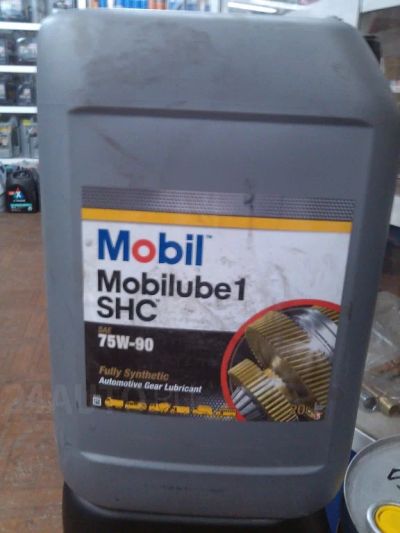 Mobil
Mobilube 1
SHC
SAE
75W-90
Fully Synthetic
Automotive Gear Lubricant